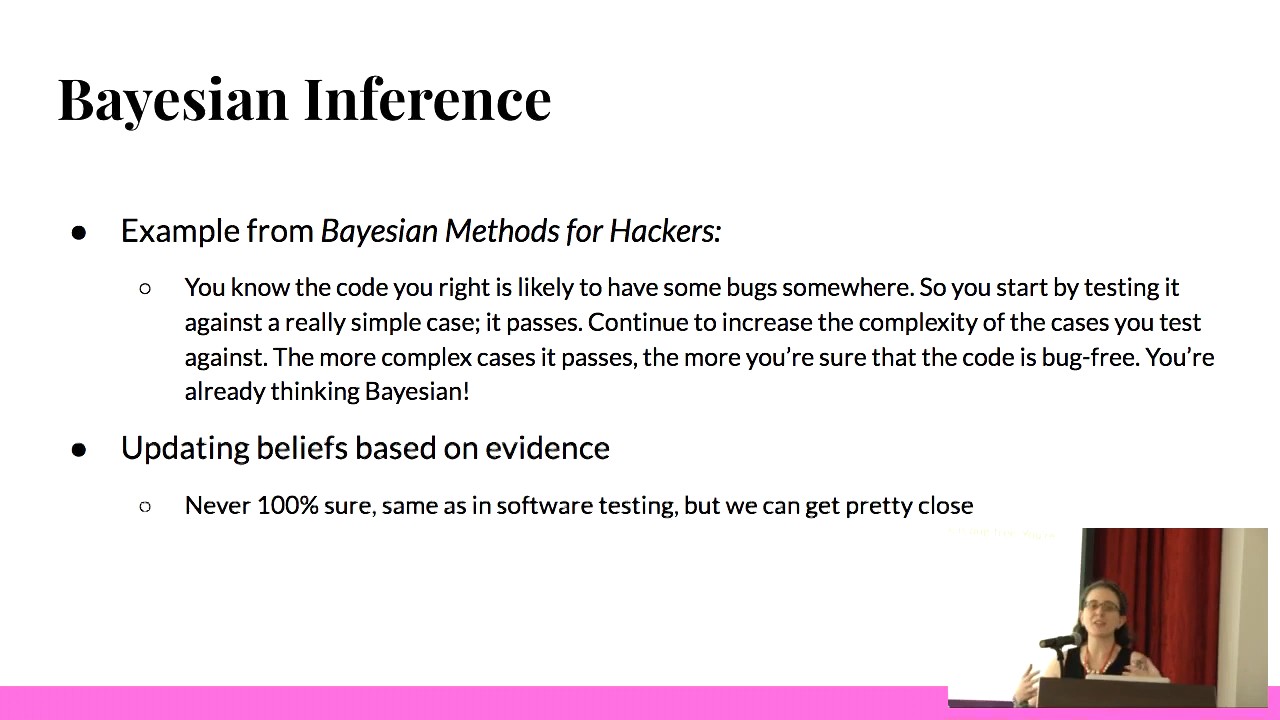 Bayesian Inference
● Example from Bayesian Methods for Hackers:
○ You know the code you right is likely to have some bugs somewhere. So you start by testing it
against a really simple case; it passes. Continue to increase the complexity of the cases you test
against. The more complex cases it passes, the more you’re sure that the code is bug-free. You’re
already thinking Bayesian!
● Updating beliefs based on evidence
○ Never 100% sure, same as in software testing, but we can get pretty close